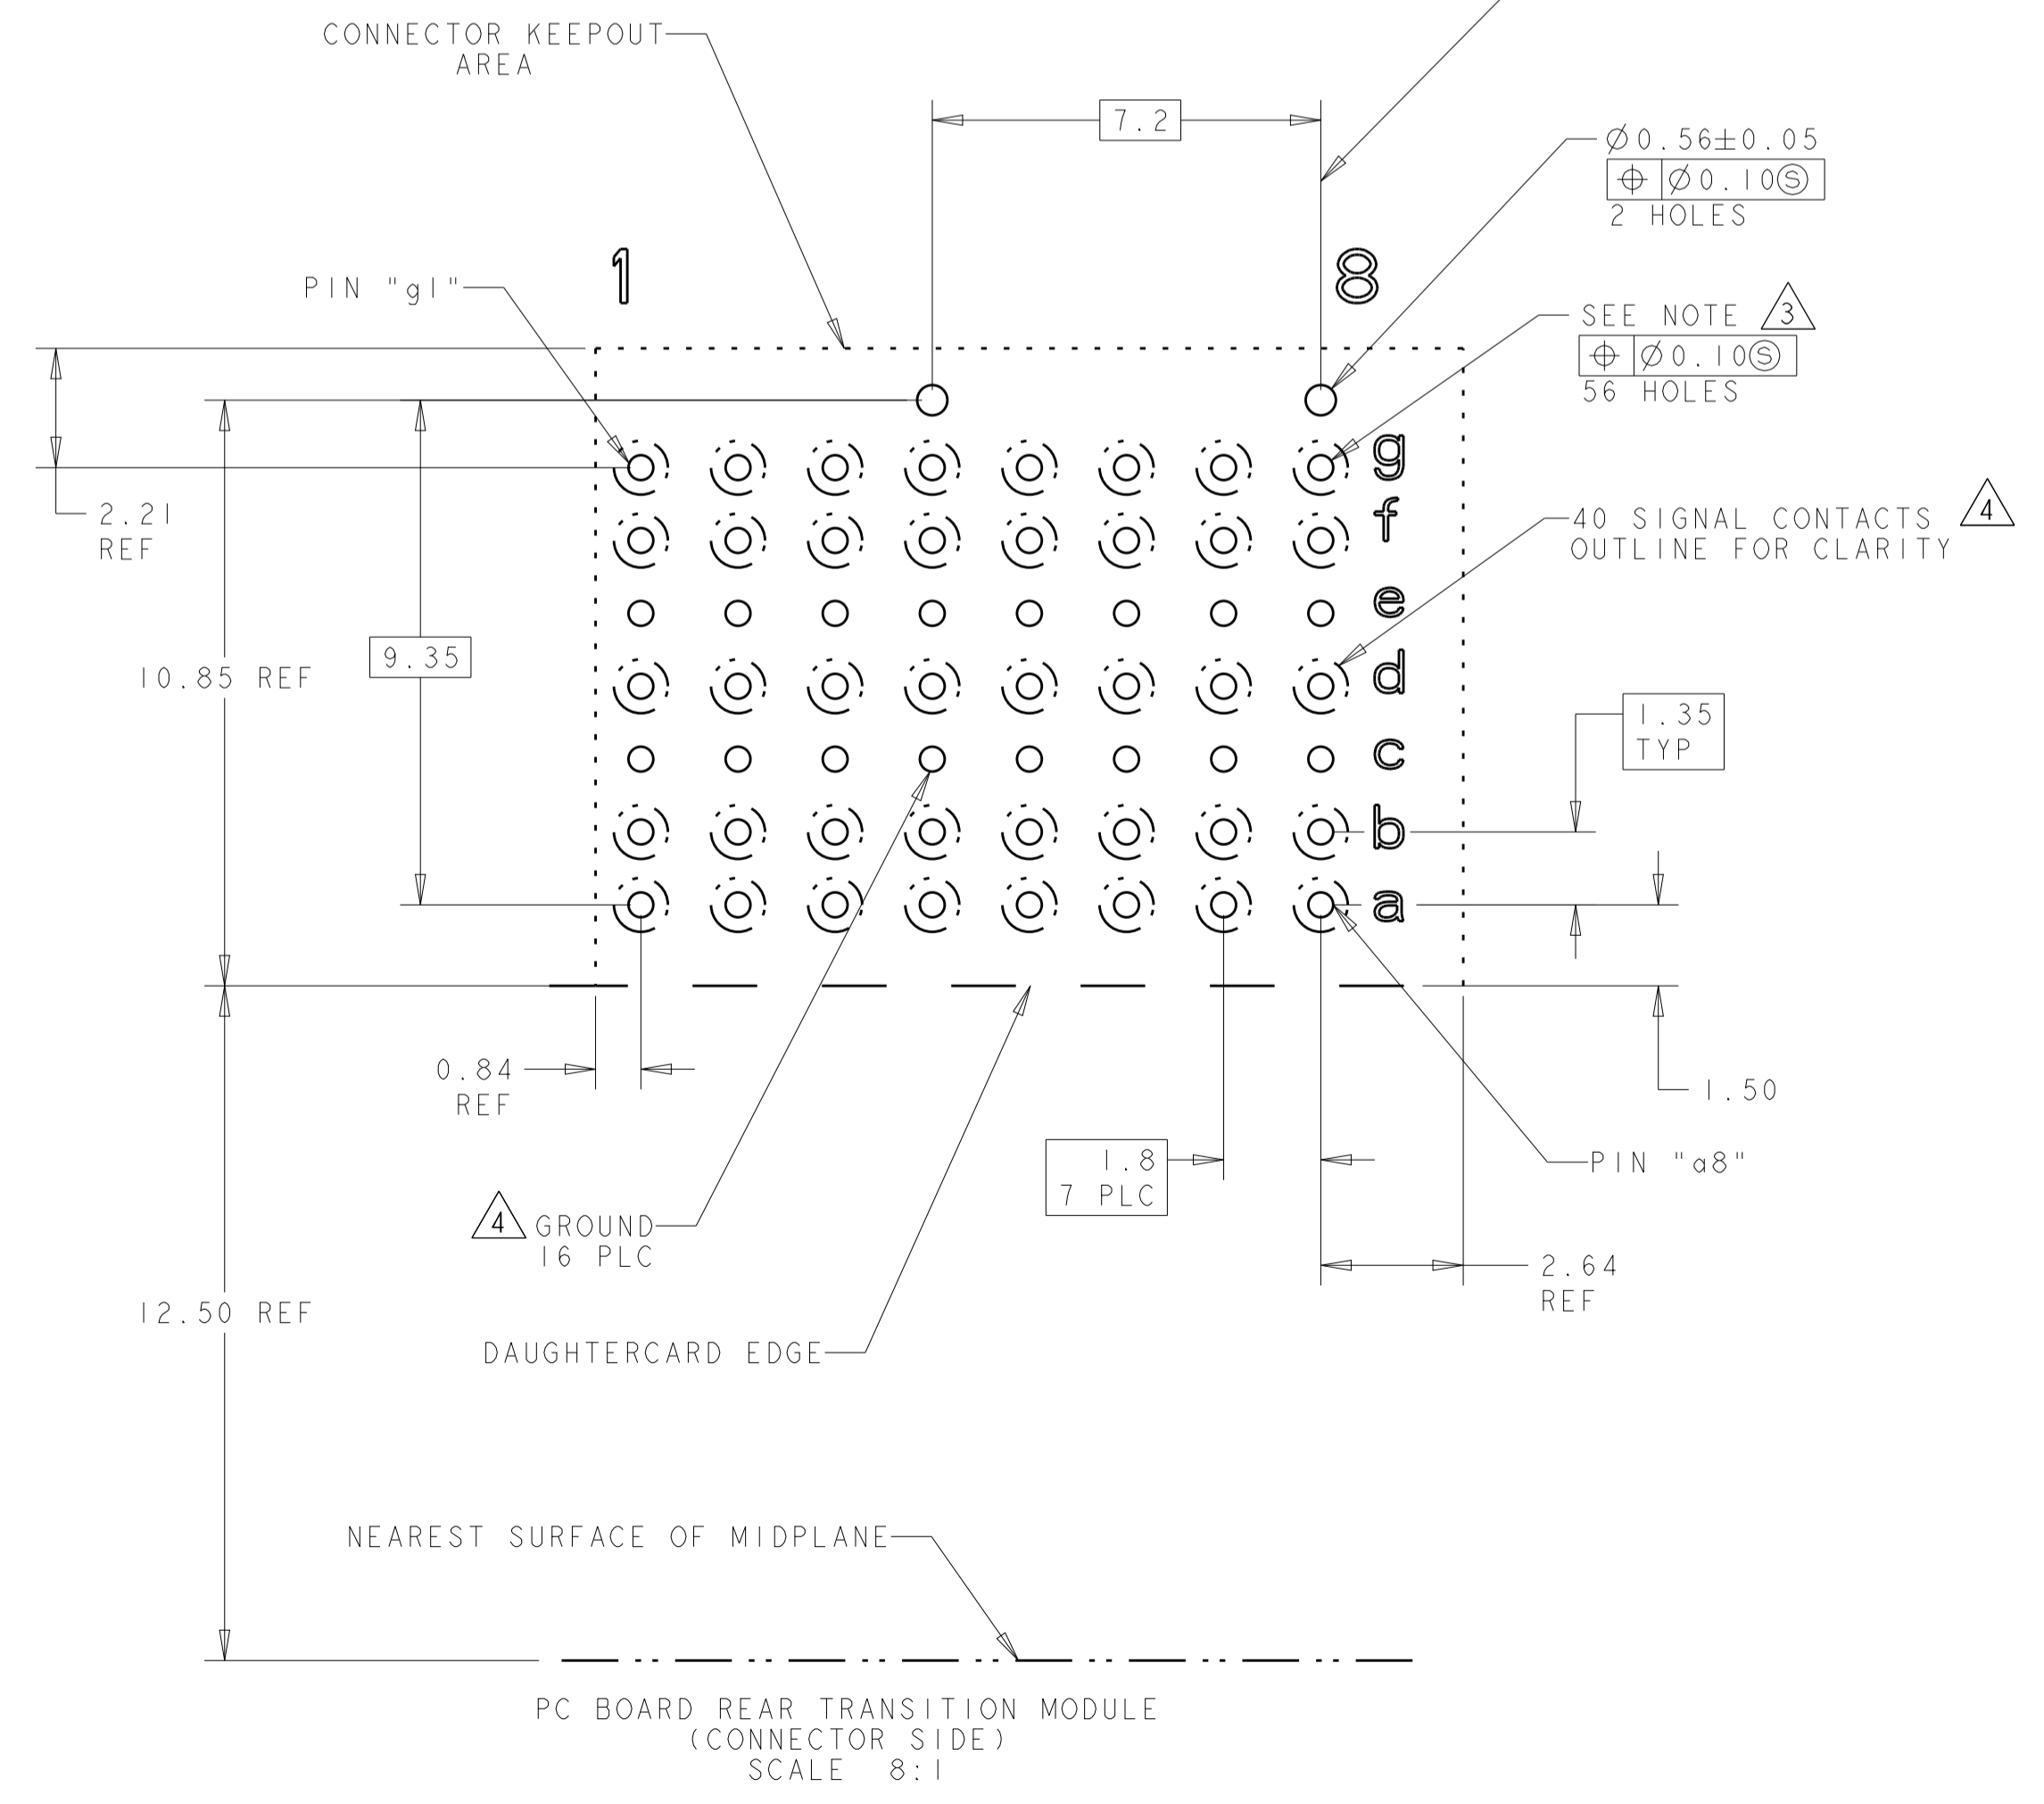 CONNECTOR KEEPOUT
AREA
7.2
Ø0.56±0.05
⌖ Ø0.10Ⓢ
2 HOLES
1
8
PIN "g1"
SEE NOTE 3
⌖ Ø0.10Ⓢ
56 HOLES
g
2.21
REF
f
40 SIGNAL CONTACTS 4
OUTLINE FOR CLARITY
e
10.85 REF
9.35
d
1.35
TYP
c
b
a
0.84
REF
1.50
1.8
7 PLC
PIN "a8"
4 GROUND
16 PLC
2.64
REF
12.50 REF
DAUGHTERCARD EDGE
NEAREST SURFACE OF MIDPLANE
PC BOARD REAR TRANSITION MODULE
(CONNECTOR SIDE)
SCALE 8:1